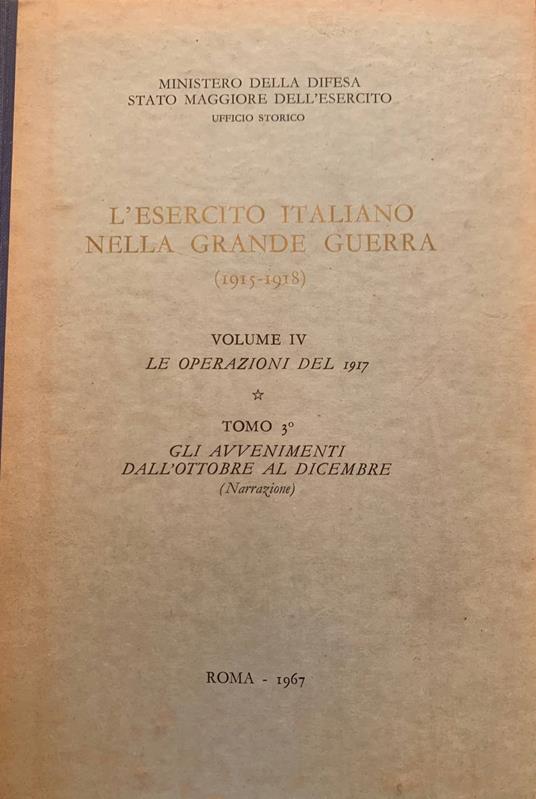 MINISTERO DELLA DIFESA
STATO MAGGIORE DELL'ESERCITO
UFFICIO STORICO
L'ESERCITO ITALIANO
NELLA GRANDE GUERRA
(1915-1918)
VOLUME IV
LE OPERAZIONI DEL 1917
☆
TOMO 3º
GLI AVVENIMENTI
DALL'OTTOBRE AL DICEMBRE
(Narrazione)
ROMA - 1967